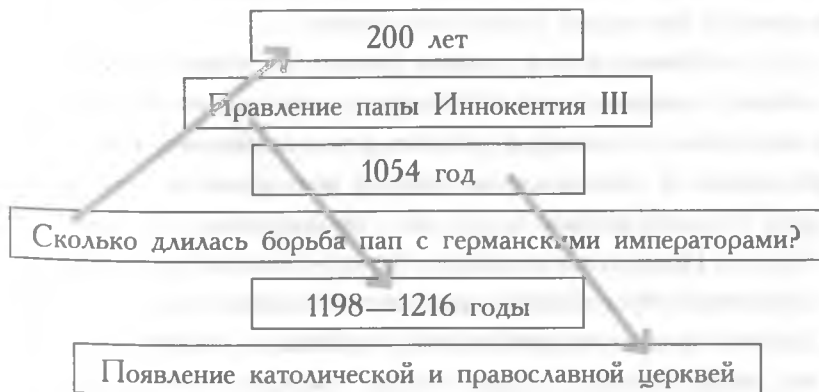 200 лет
Правление папы Иннокентия III
1054 год
Сколько длилась борьба пап с германскими императорами?
1198—1216 годы
Появление католической и православной церквей